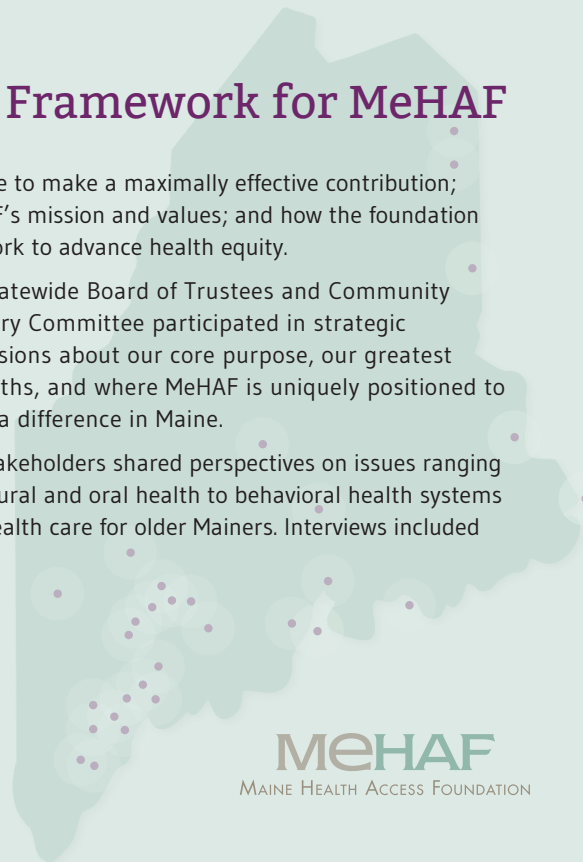 Framework for MeHAF
e to make a maximally effective contribution;
F's mission and values; and how the foundation
ork to advance health equity.
atewide Board of Trustees and Community
ry Committee participated in strategic
sions about our core purpose, our greatest
ths, and where MeHAF is uniquely positioned to
a difference in Maine.
akeholders shared perspectives on issues ranging
ural and oral health to behavioral health systems
ealth care for older Mainers. Interviews included
MeHAF
Maine Health Access Foundation